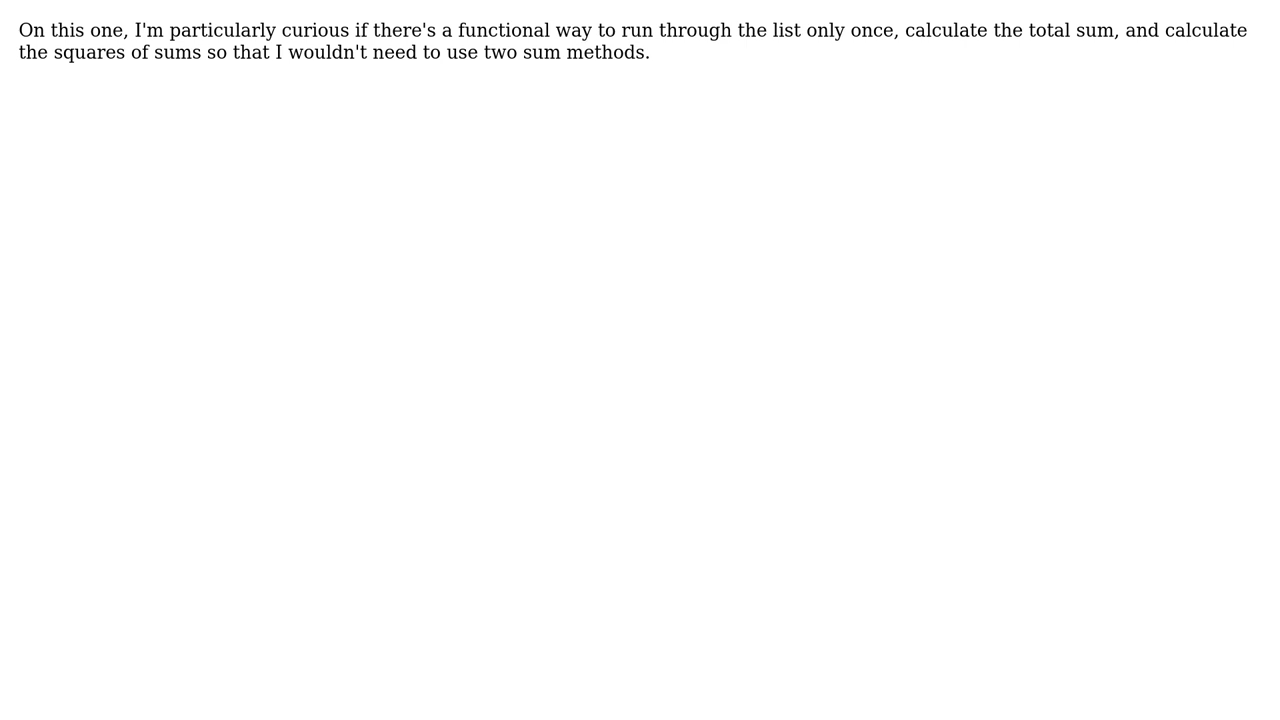 On this one, I'm particularly curious if there's a functional way to run through the list only once, calculate the total sum, and calculate
the squares of sums so that I wouldn't need to use two sum methods.